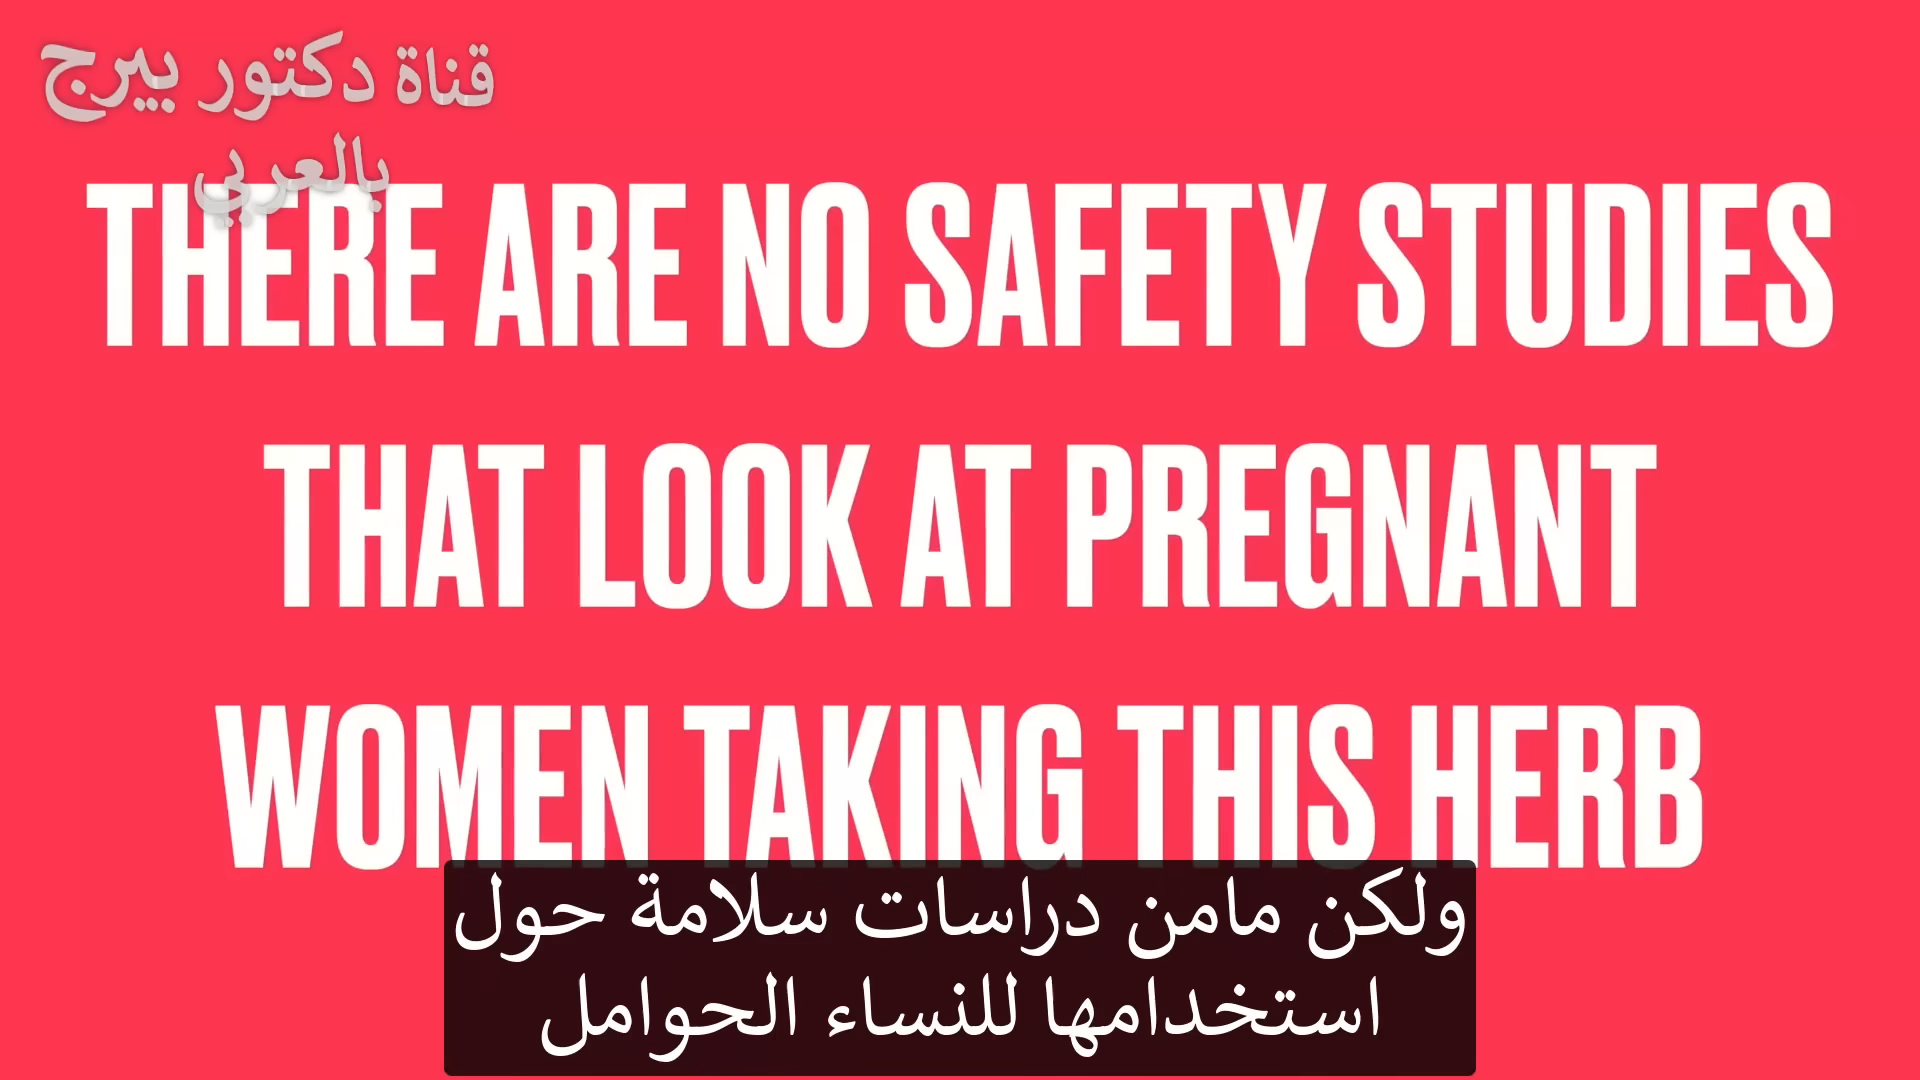 قناة دكتور بيرج
بالعربي
THERE ARE NO SAFETY STUDIES
THAT LOOK AT PREGNANT
WOMEN TAKING THIS HERB
ولكن مامن دراسات سلامة حول
استخدامها للنساء الحوامل